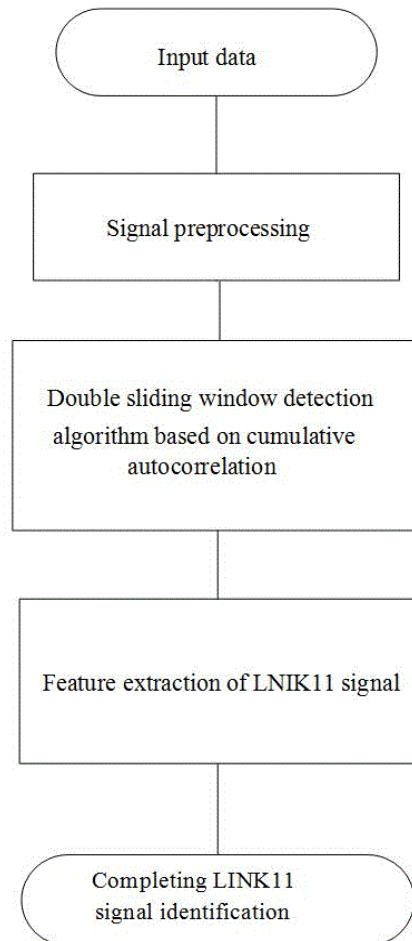 Input data
Signal preprocessing
Double sliding window detection
algorithm based on cumulative
autocorrelation
Feature extraction of LNIK11 signal
Completing LINK11
signal identification